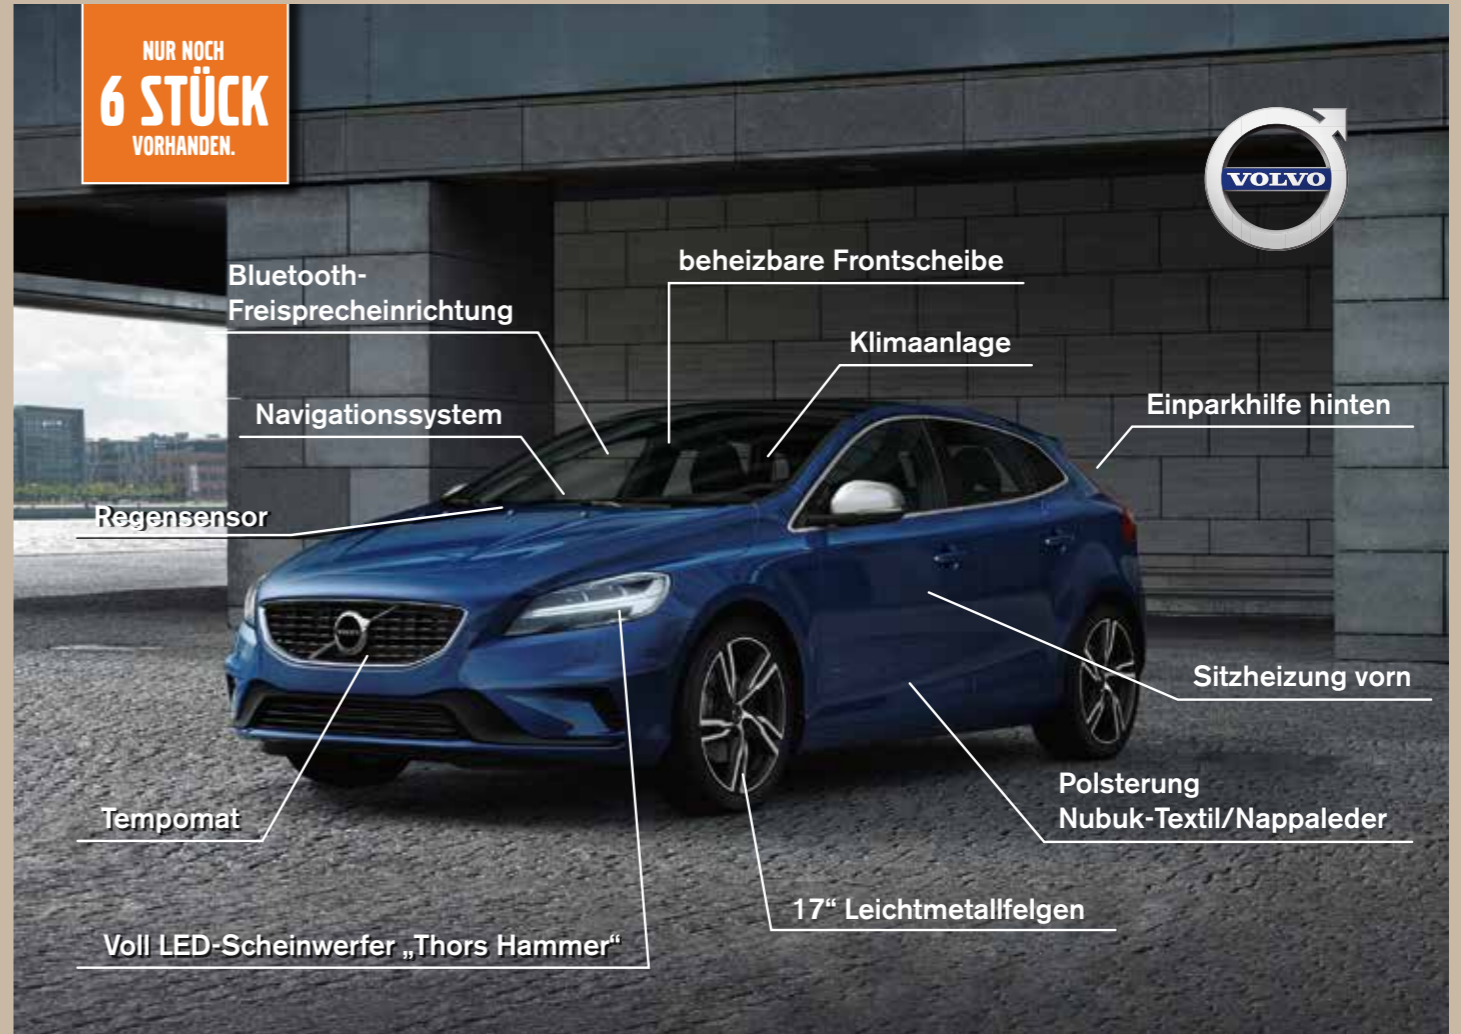 NUR NOCH
6 STÜCK
VORHANDEN.
VOLVO
beheizbare Frontscheibe
Bluetooth-
Freisprecheinrichtung
Klimaanlage
Navigationssystem
Einparkhilfe hinten
Regensensor
VOLVO
Sitzheizung vorn
Tempomat
Polsterung
Nubuk-Textil/Nappaleder
17“ Leichtmetallfelgen
Voll LED-Scheinwerfer „Thors Hammer“